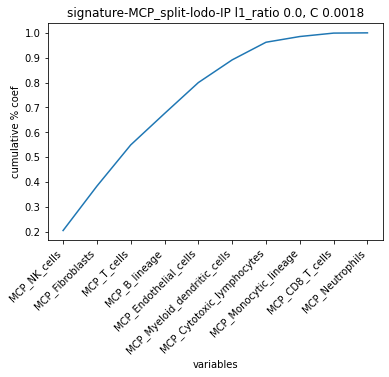 signature-MCP_split-lodo-IP l1_ratio 0.0, C 0.0018
cumulative % coef
1.0
0.9
0.8
0.7
0.6
0.5
0.4
0.3
0.2
MCP_NK_cells
MCP_Fibroblasts
MCP_T_cells
MCP_B_lineage
MCP_Endothelial_cells
MCP_Myeloid_dendritic_cells
MCP_Cytotoxic_lymphocytes
MCP_Monocytic_lineage
MCP_CD8_T_cells
MCP_Neutrophils
variables